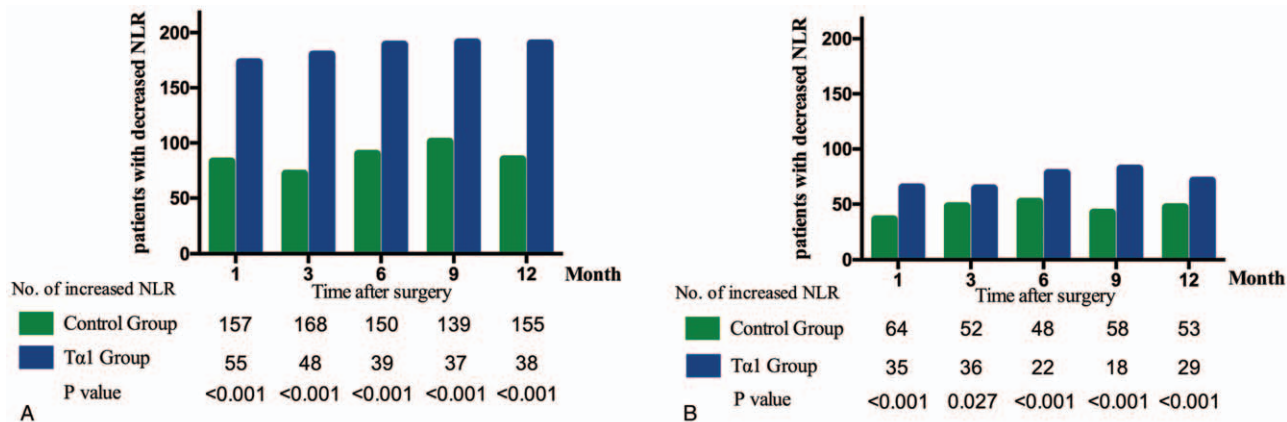 patients with decreased NLR
200
150
100
50
0
1 3 6 9 12 Month
Time after surgery
No. of increased NLR
Control Group 157 168 150 139 155
Tα1 Group 55 48 39 37 38
P value <0.001 <0.001 <0.001 <0.001 <0.001
A
patients with decreased NLR
200
150
100
50
0
1 3 6 9 12 Month
Time after surgery
No. of increased NLR
Control Group 64 52 48 58 53
Tα1 Group 35 36 22 18 29
P value <0.001 0.027 <0.001 <0.001 <0.001
B